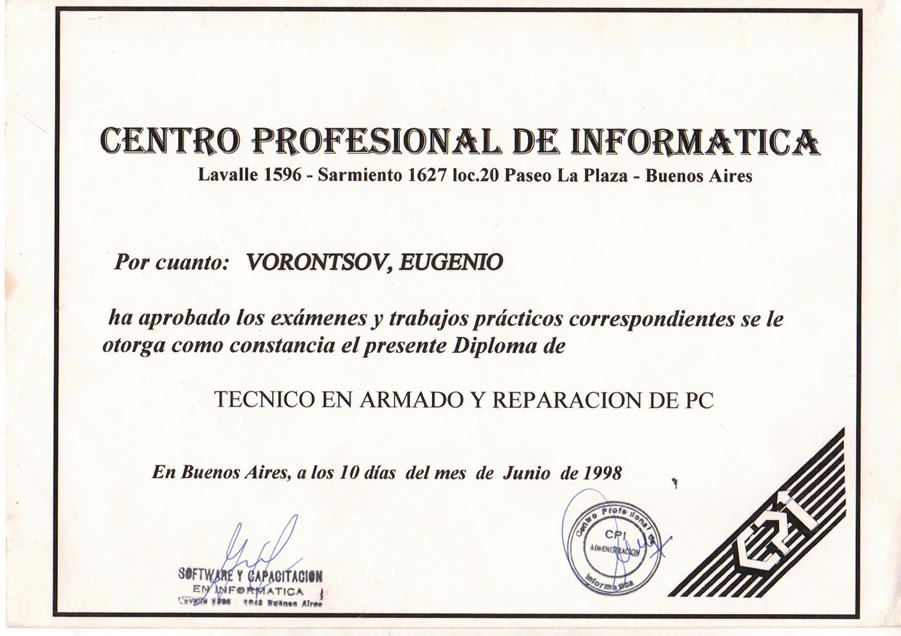 CENTRO PROFESIONAL DE INFORMATICA
Lavalle 1596 - Sarmiento 1627 loc.20 Paseo La Plaza - Buenos Aires
Por cuanto: VORONTSOV, EUGENIO
ha aprobado los exámenes y trabajos prácticos correspondientes se le
otorga como constancia el presente Diploma de
TECNICO EN ARMADO Y REPARACION DE PC
En Buenos Aires, a los 10 días del mes de Junio de 1998
SOFTWARE Y CAPACITACION
EN INFORMATICA
Lavalle 1596 Buenos Aires
Centro Profesional de
CPI
ADMINISTRACION
Informatica
CPI